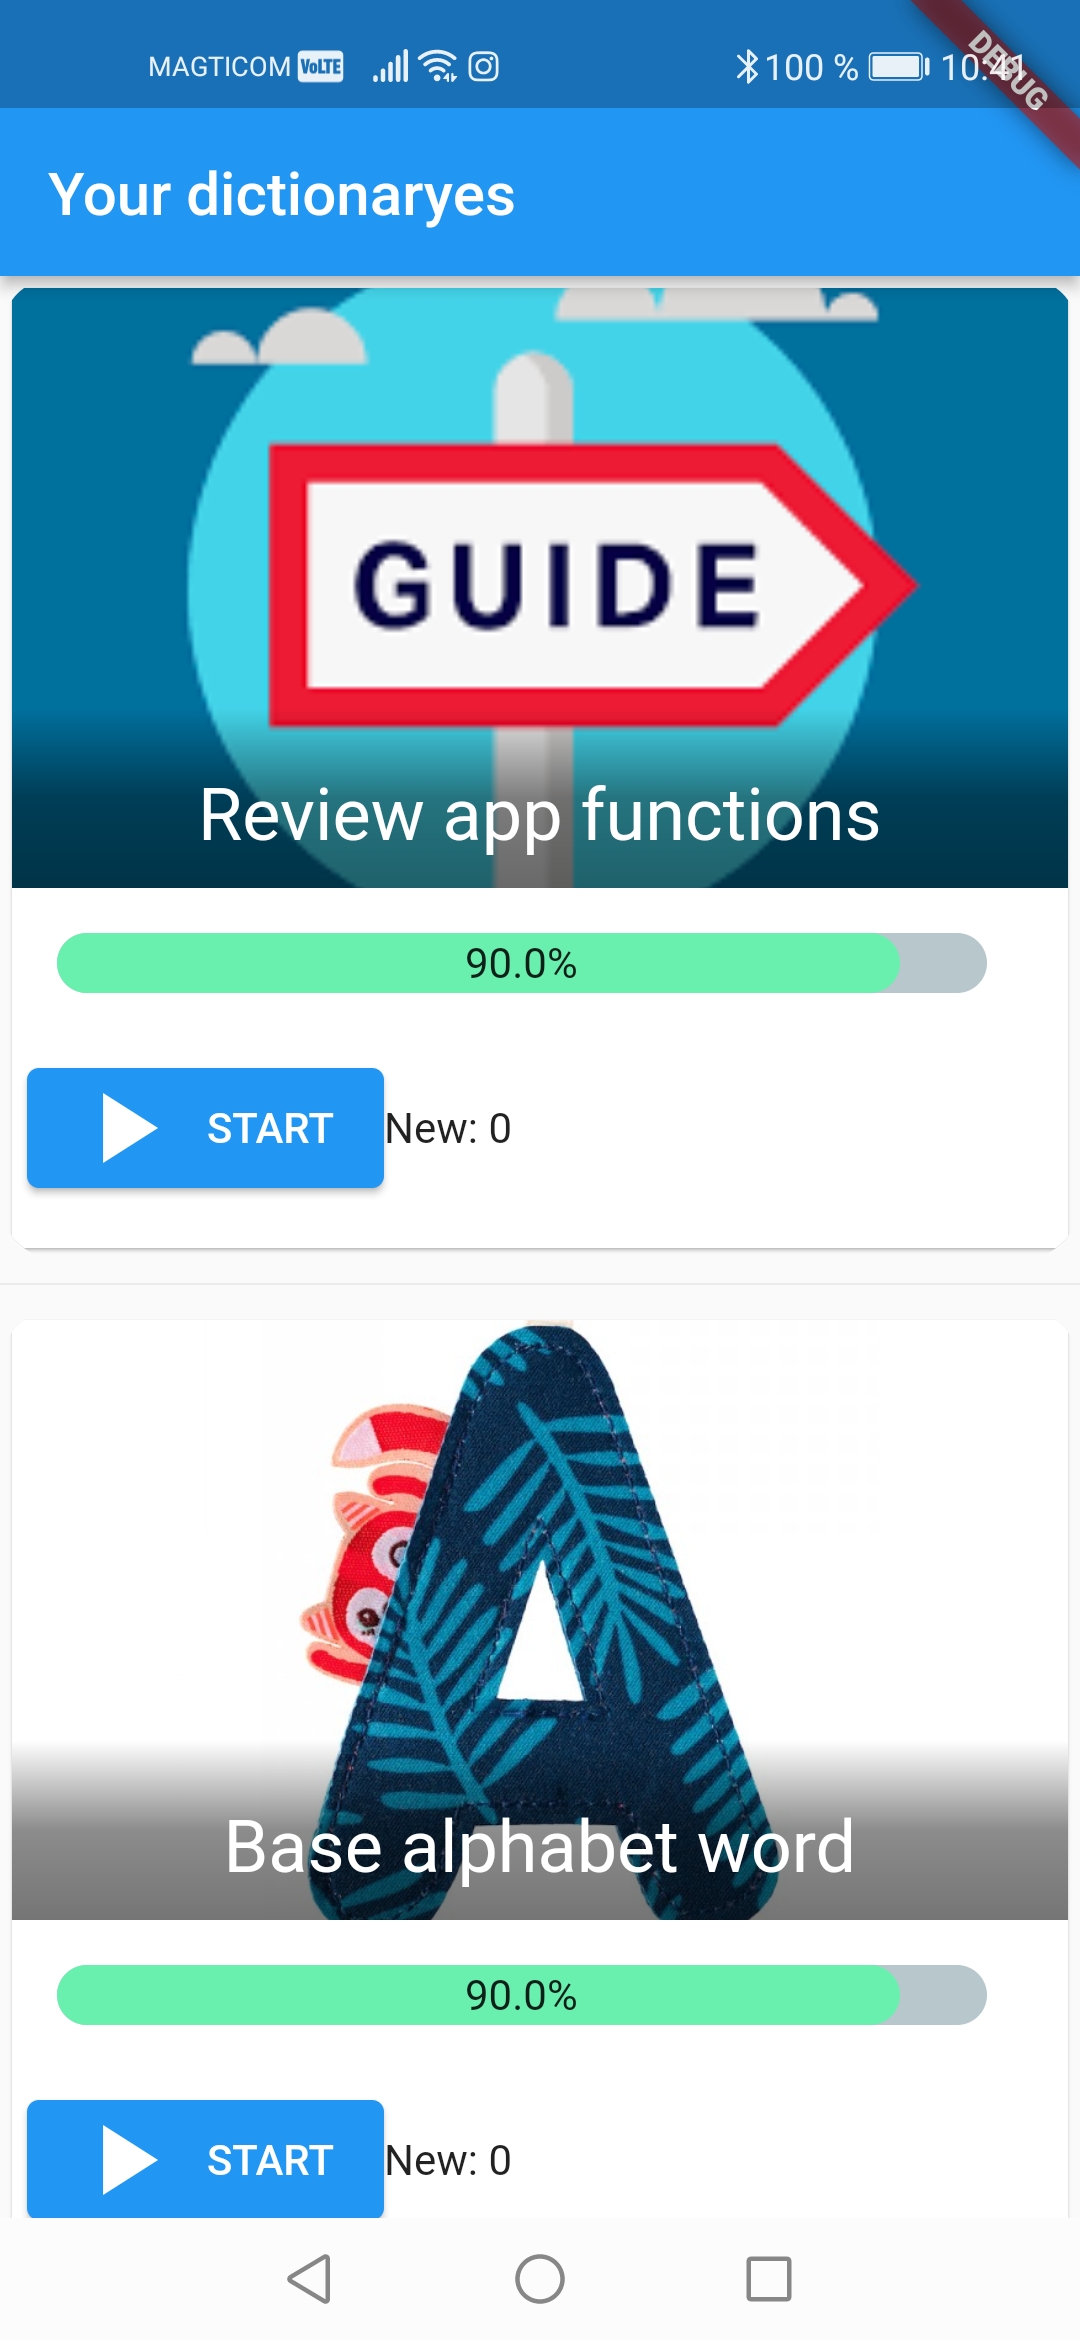 MAGTICOM VoLTE 100 % 10:41
DEBUG
Your dictionaryes
GUIDE
Review app functions
90.0%
START New: 0
Base alphabet word
90.0%
START New: 0